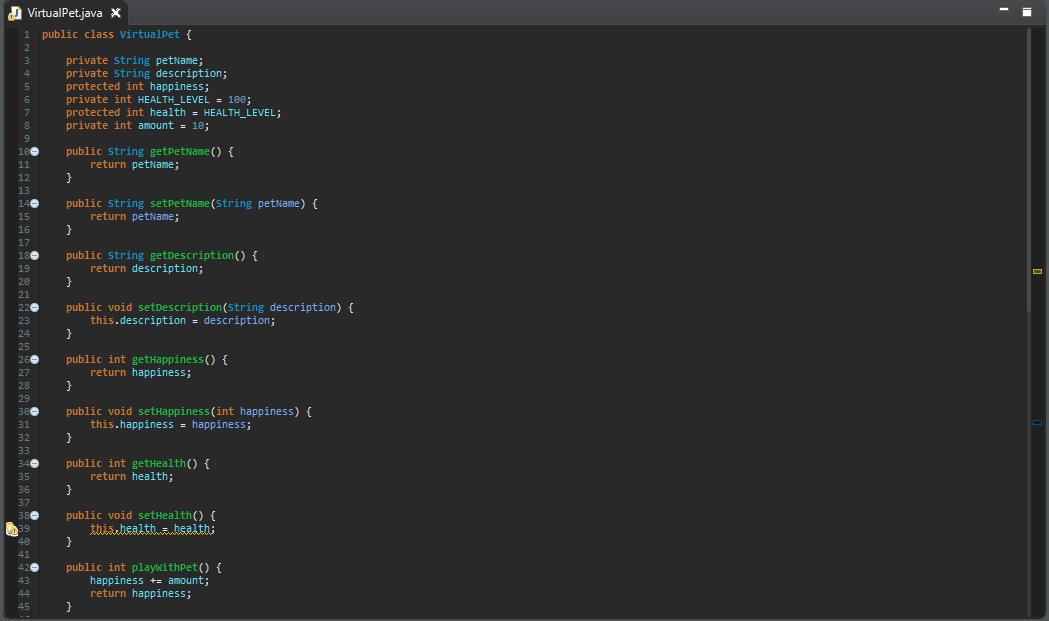 VirtualPet.java
1 public class VirtualPet {
2
3 private String petName;
4 private String description;
5 protected int happiness;
6 private int HEALTH_LEVEL = 100;
7 protected int health = HEALTH_LEVEL;
8 private int amount = 10;
9
10 public String getPetName() {
11 return petName;
12 }
13
14 public String setPetName(String petName) {
15 return petName;
16 }
17
18 public String getDescription() {
19 return description;
20 }
21
22 public void setDescription(String description) {
23 this.description = description;
24 }
25
26 public int getHappiness() {
27 return happiness;
28 }
29
30 public void setHappiness(int happiness) {
31 this.happiness = happiness;
32 }
33
34 public int getHealth() {
35 return health;
36 }
37
38 public void setHealth() {
39 this.health = health;
40 }
41
42 public int playWithPet() {
43 happiness += amount;
44 return happiness;
45 }